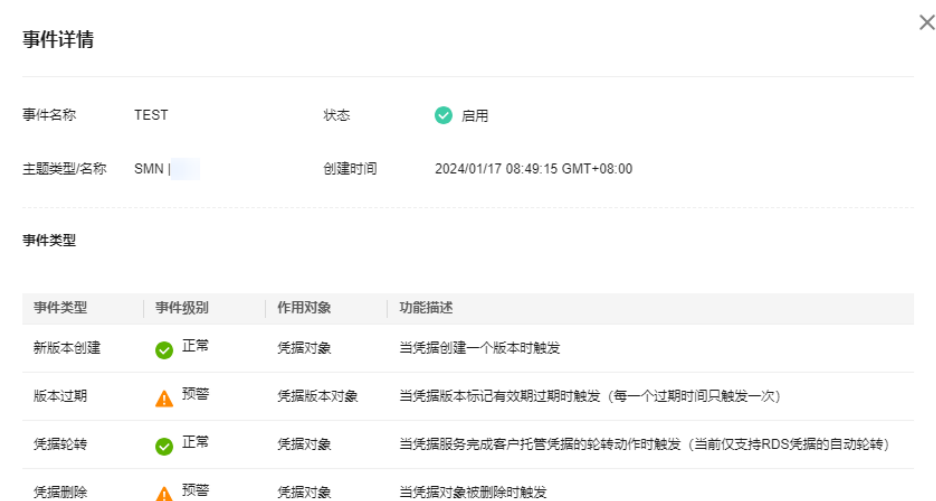 事件详情
事件名称 TEST 状态 启用
主题类型/名称 SMN | 创建时间 2024/01/17 08:49:15 GMT+08:00
事件类型
事件类型 事件级别 作用对象 功能描述
新版本创建 正常 凭据对象 当凭据创建一个版本时触发
版本过期 预警 凭据版本对象 当凭据版本标记有效期过期时触发（每一个过期时间只触发一次）
凭据轮转 正常 凭据对象 当凭据服务完成客户托管凭据的轮转动作时触发（当前仅支持RDS凭据的自动轮转）
凭据删除 预警 凭据对象 当凭据对象被删除时触发